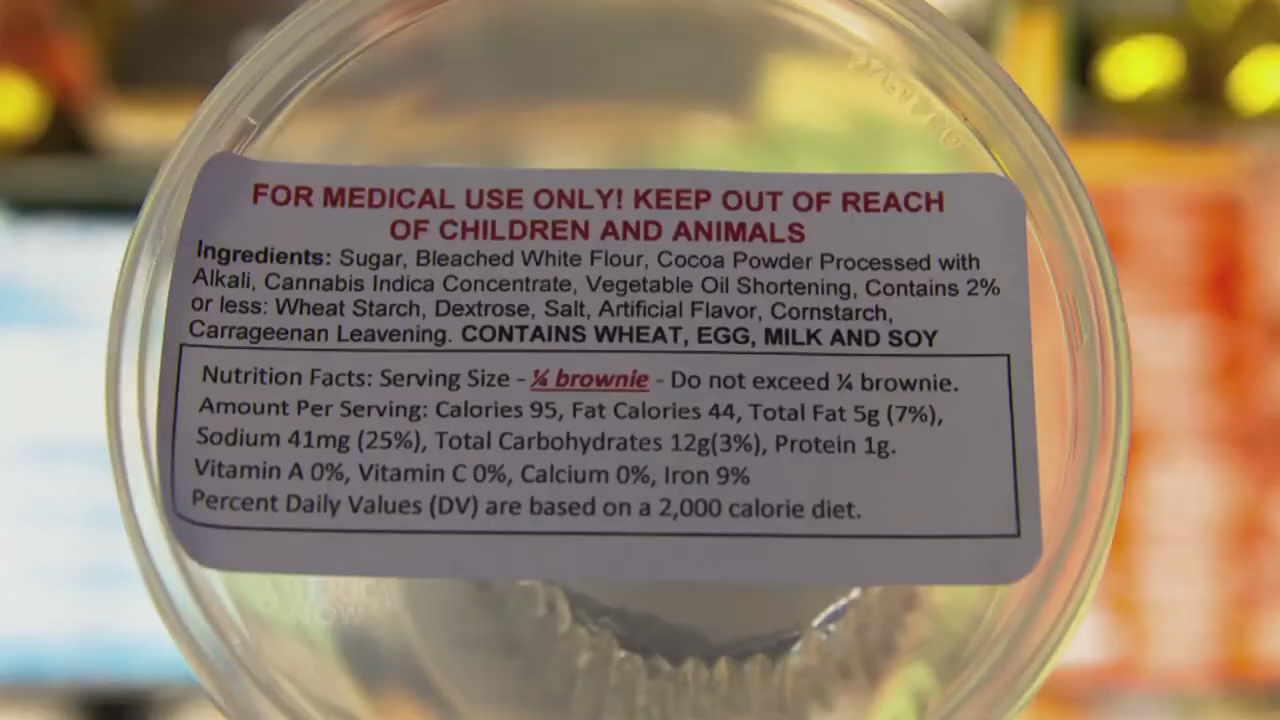 FOR MEDICAL USE ONLY! KEEP OUT OF REACH
OF CHILDREN AND ANIMALS
Ingredients: Sugar, Bleached White Flour, Cocoa Powder Processed with
Alkali, Cannabis Indica Concentrate, Vegetable Oil Shortening, Contains 2%
or less: Wheat Starch, Dextrose, Salt, Artificial Flavor, Cornstarch,
Carrageenan Leavening. CONTAINS WHEAT, EGG, MILK AND SOY
Nutrition Facts: Serving Size - ¼ brownie - Do not exceed ¼ brownie.
Amount Per Serving: Calories 95, Fat Calories 44, Total Fat 5g (7%),
Sodium 41mg (25%), Total Carbohydrates 12g(3%), Protein 1g.
Vitamin A 0%, Vitamin C 0%, Calcium 0%, Iron 9%
Percent Daily Values (DV) are based on a 2,000 calorie diet.